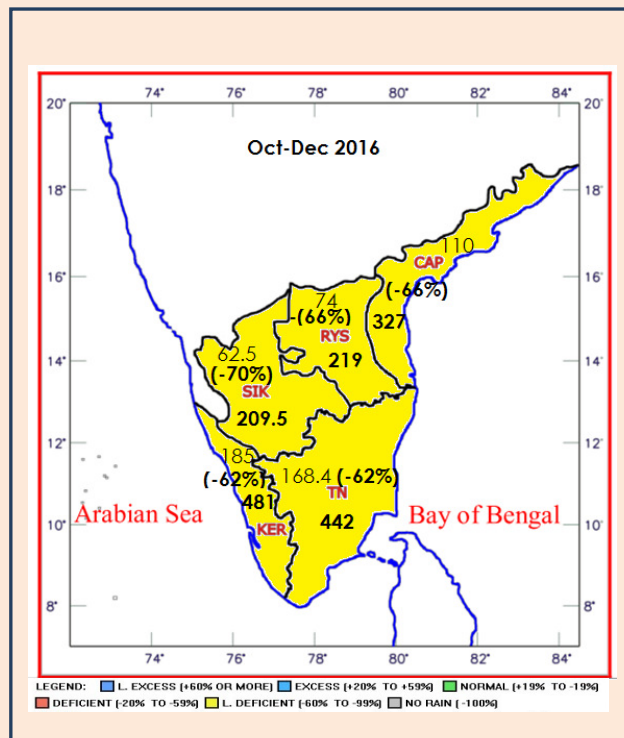 74° 76° 78° 80° 82° 84°
20° 20°
Oct-Dec 2016
18° 18°
110
CAP
16° 16°
(-66%)
74
-(66%)
327
RYS
62.5
219
14° 14°
(-70%)
SIK
209.5
12° 12°
185
168.4 (-62%)
(-62%)
TN
481
442
Arabian Sea
Bay of Bengal
10° 10°
KER
8° 8°
74° 76° 78° 80° 82° 84°
LEGEND: L. EXCESS (+60% OR MORE) EXCESS (+20% TO +59%) NORMAL (+19% TO -19%)
DEFICIENT (-20% TO -59%) L. DEFICIENT (-60% TO -99%) NO RAIN (-100%)